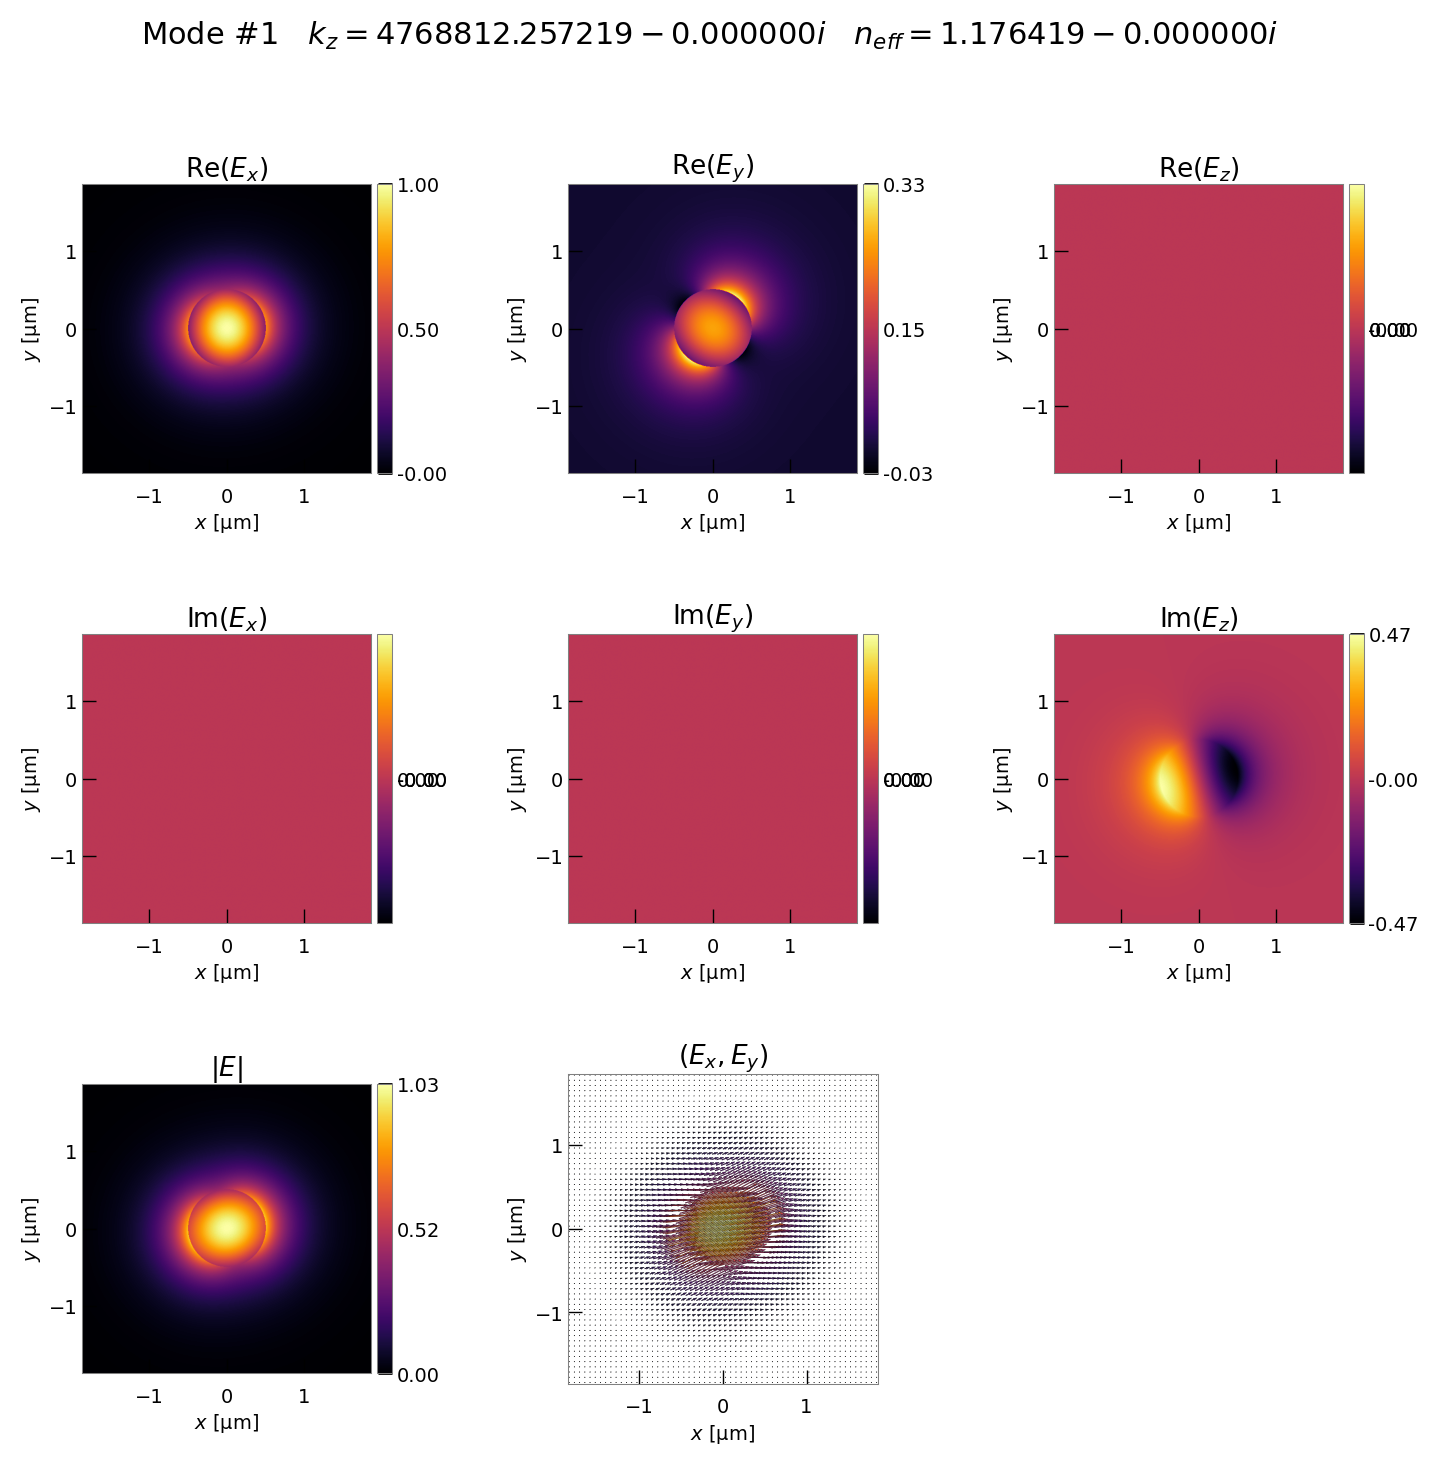 Mode #1   k_z = 4768812.257219 − 0.000000i   n_eff = 1.176419 − 0.000000i
Re(E_x)
1.00
0.50
-0.00
1
0
−1
y [µm]
−1 0 1
x [µm]
Re(E_y)
0.33
0.15
-0.03
1
0
−1
y [µm]
−1 0 1
x [µm]
Re(E_z)
1
0
−1
y [µm]
−1 0 1
x [µm]
Im(E_x)
1
0
−1
y [µm]
−1 0 1
x [µm]
Im(E_y)
1
0
−1
y [µm]
−1 0 1
x [µm]
Im(E_z)
0.47
-0.00
-0.47
1
0
−1
y [µm]
−1 0 1
x [µm]
|E|
1.03
0.52
0.00
1
0
−1
y [µm]
−1 0 1
x [µm]
(E_x, E_y)
1
0
−1
y [µm]
−1 0 1
x [µm]